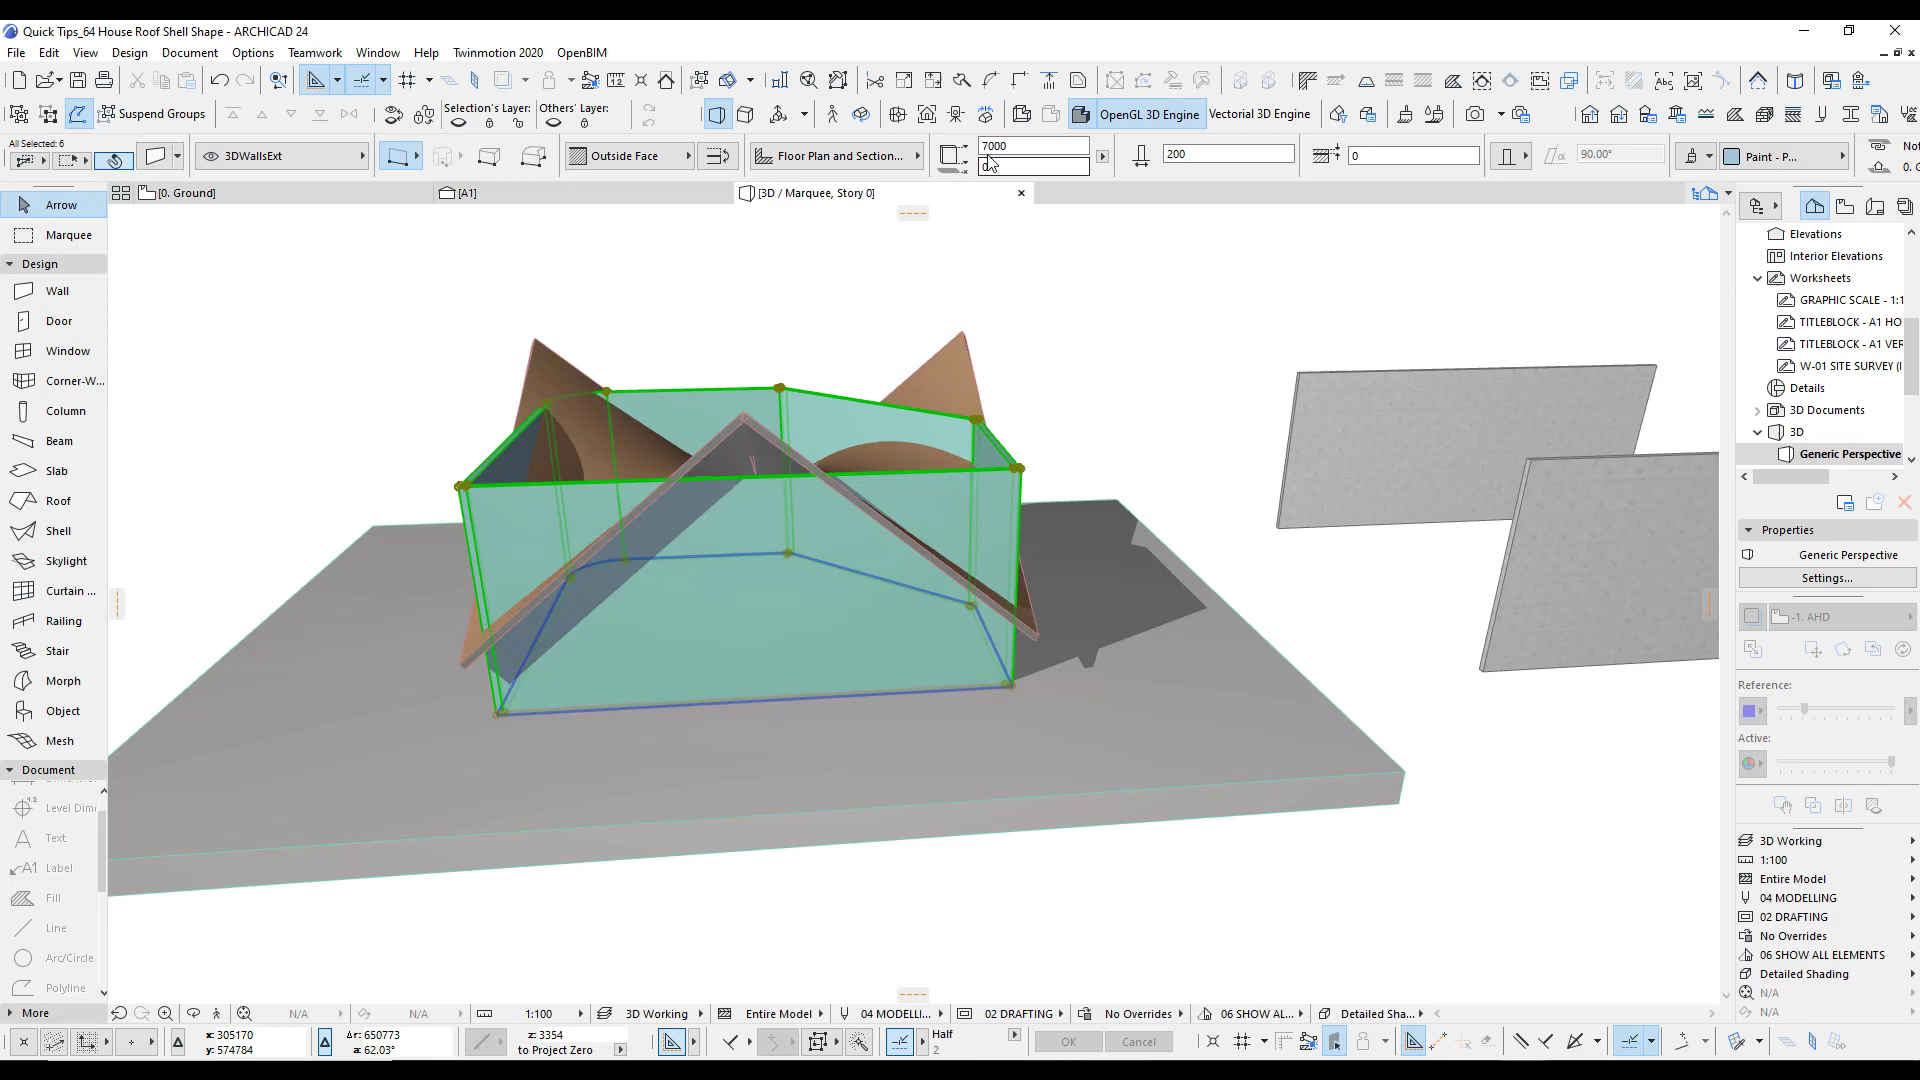 Quick Tips_64 House Roof Shell Shape - ARCHICAD 24
File Edit View Design Document Options Teamwork Window Help Twinmotion 2020 OpenBIM
Suspend Groups
Selection's Layer:
Others' Layer:
OpenGL 3D Engine
Vectorial 3D Engine
All Selected: 6
3DWallsExt
Outside Face
Floor Plan and Section...
7000
200
0
90.00°
Paint - P...
[0. Ground]
[A1]
[3D / Marquee, Story 0]
Arrow
Marquee
Design
Wall
Door
Window
Corner-W...
Column
Beam
Slab
Roof
Shell
Skylight
Curtain ...
Railing
Stair
Morph
Object
Mesh
Document
Level Dim
Text
Label
Fill
Line
Arc/Circle
Polyline
More
Elevations
Interior Elevations
Worksheets
GRAPHIC SCALE - 1:1
TITLEBLOCK - A1 HO
TITLEBLOCK - A1 VER
W-01 SITE SURVEY (I
Details
3D Documents
3D
Generic Perspective
Properties
Generic Perspective
Settings...
-1. AHD
Reference:
Active:
3D Working
1:100
Entire Model
04 MODELLING
02 DRAFTING
No Overrides
06 SHOW ALL ELEMENTS
Detailed Shading
N/A
N/A
N/A N/A 1:100 3D Working Entire Model 04 MODELLI... 02 DRAFTING No Overrides 06 SHOW AL... Detailed Sha...
x: 305170
y: 574784
Δr: 650773
a: 62.03°
z: 3354
to Project Zero
Half
2
OK
Cancel